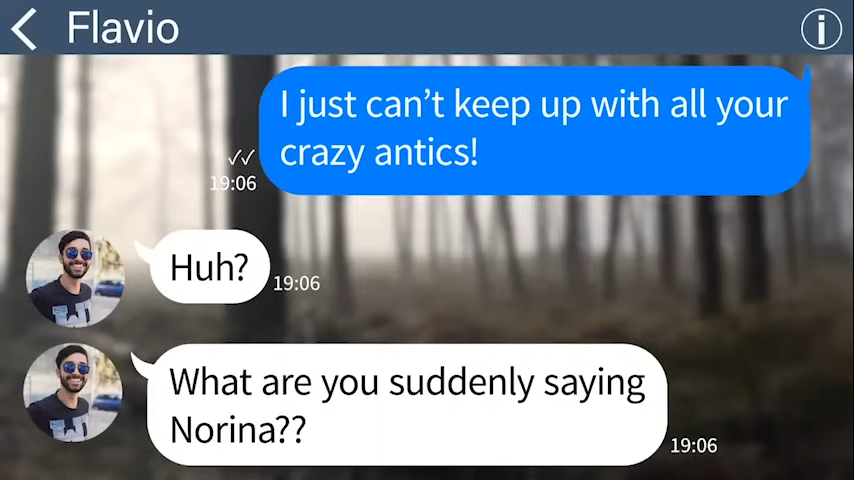 Flavio
I just can't keep up with all your
crazy antics!
19:06
Huh?
19:06
What are you suddenly saying
Norina??
19:06